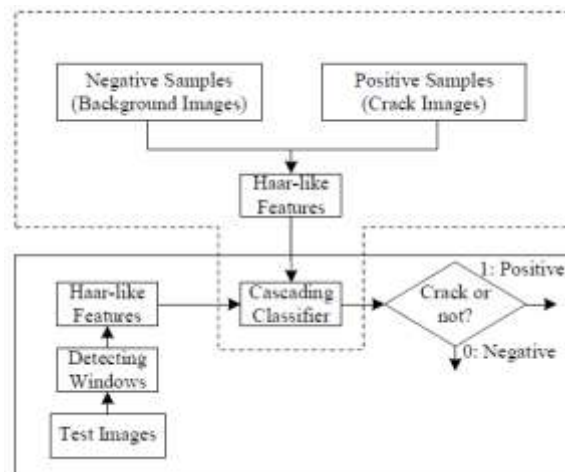 Negative Samples
(Background Images)
Positive Samples
(Crack Images)
Haar-like
Features
1: Positive
Haar-like
Features
Cascading
Classifier
Crack or
not?
0: Negative
Detecting
Windows
Test Images